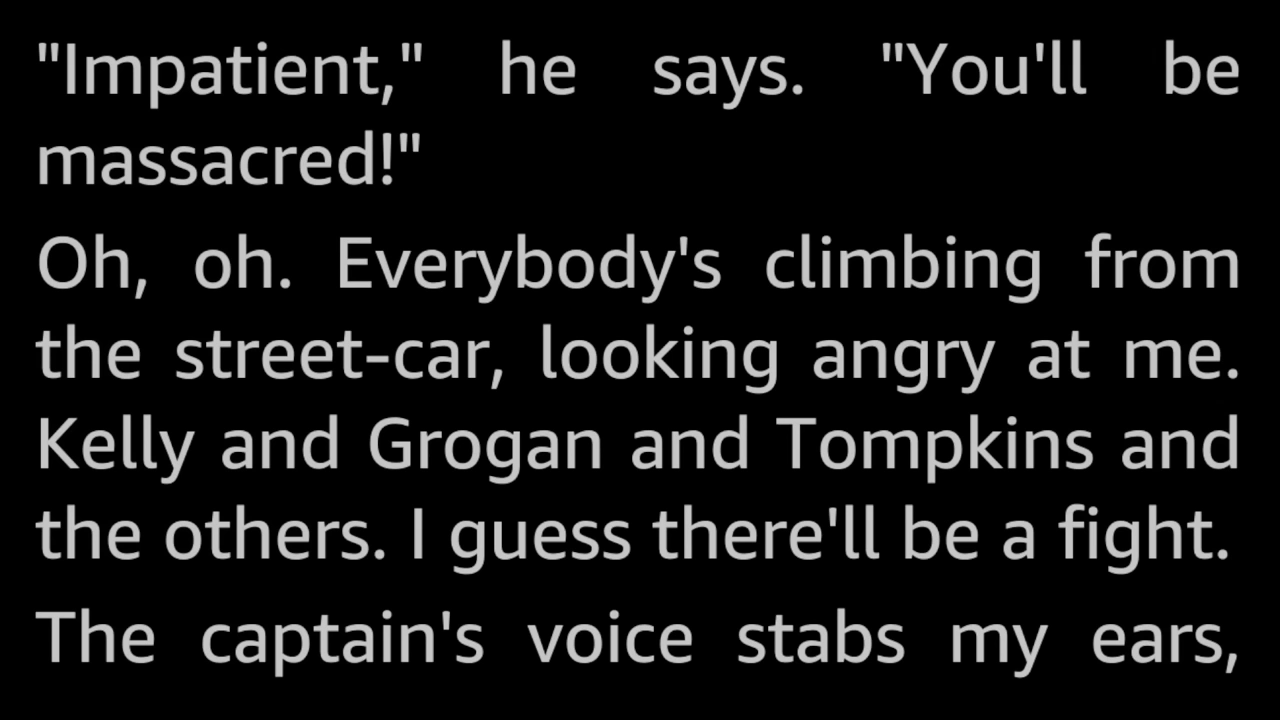 "Impatient," he says. "You'll be
massacred!"
Oh, oh. Everybody's climbing from
the street-car, looking angry at me.
Kelly and Grogan and Tompkins and
the others. I guess there'll be a fight.
The captain's voice stabs my ears,